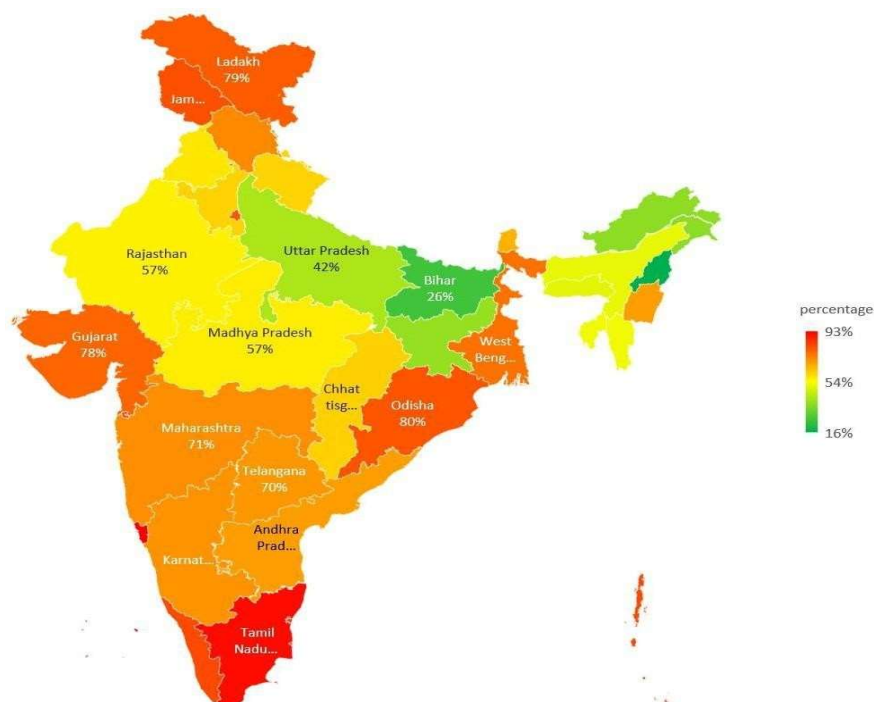 Ladakh
79%
Jam...
Rajasthan
57%
Uttar Pradesh
42%
Bihar
26%
Gujarat
78%
Madhya Pradesh
57%
West
Beng...
Chhat
tisg...
Odisha
80%
Maharashtra
71%
Telangana
70%
Andhra
Prad...
Karnat...
Tamil
Nadu...
percentage
93%
54%
16%